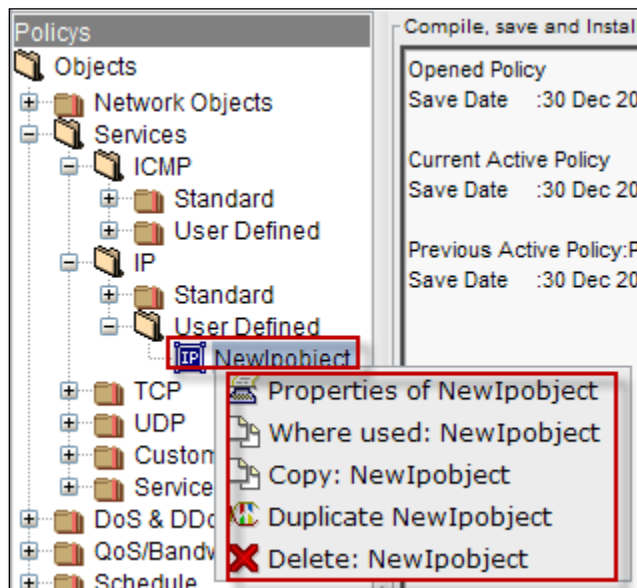 Policys
Objects
Network Objects
Services
ICMP
Standard
User Defined
IP
Standard
User Defined
IP NewIpobject
TCP
UDP
Custom
Service
DoS & DDo
QoS/Bandw
Schedule
Properties of NewIpobject
Where used: NewIpobject
Copy: NewIpobject
Duplicate NewIpobject
Delete: NewIpobject
Compile, save and Instal
Opened Policy
Save Date :30 Dec 20
Current Active Policy
Save Date :30 Dec 20
Previous Active Policy:P
Save Date :30 Dec 20